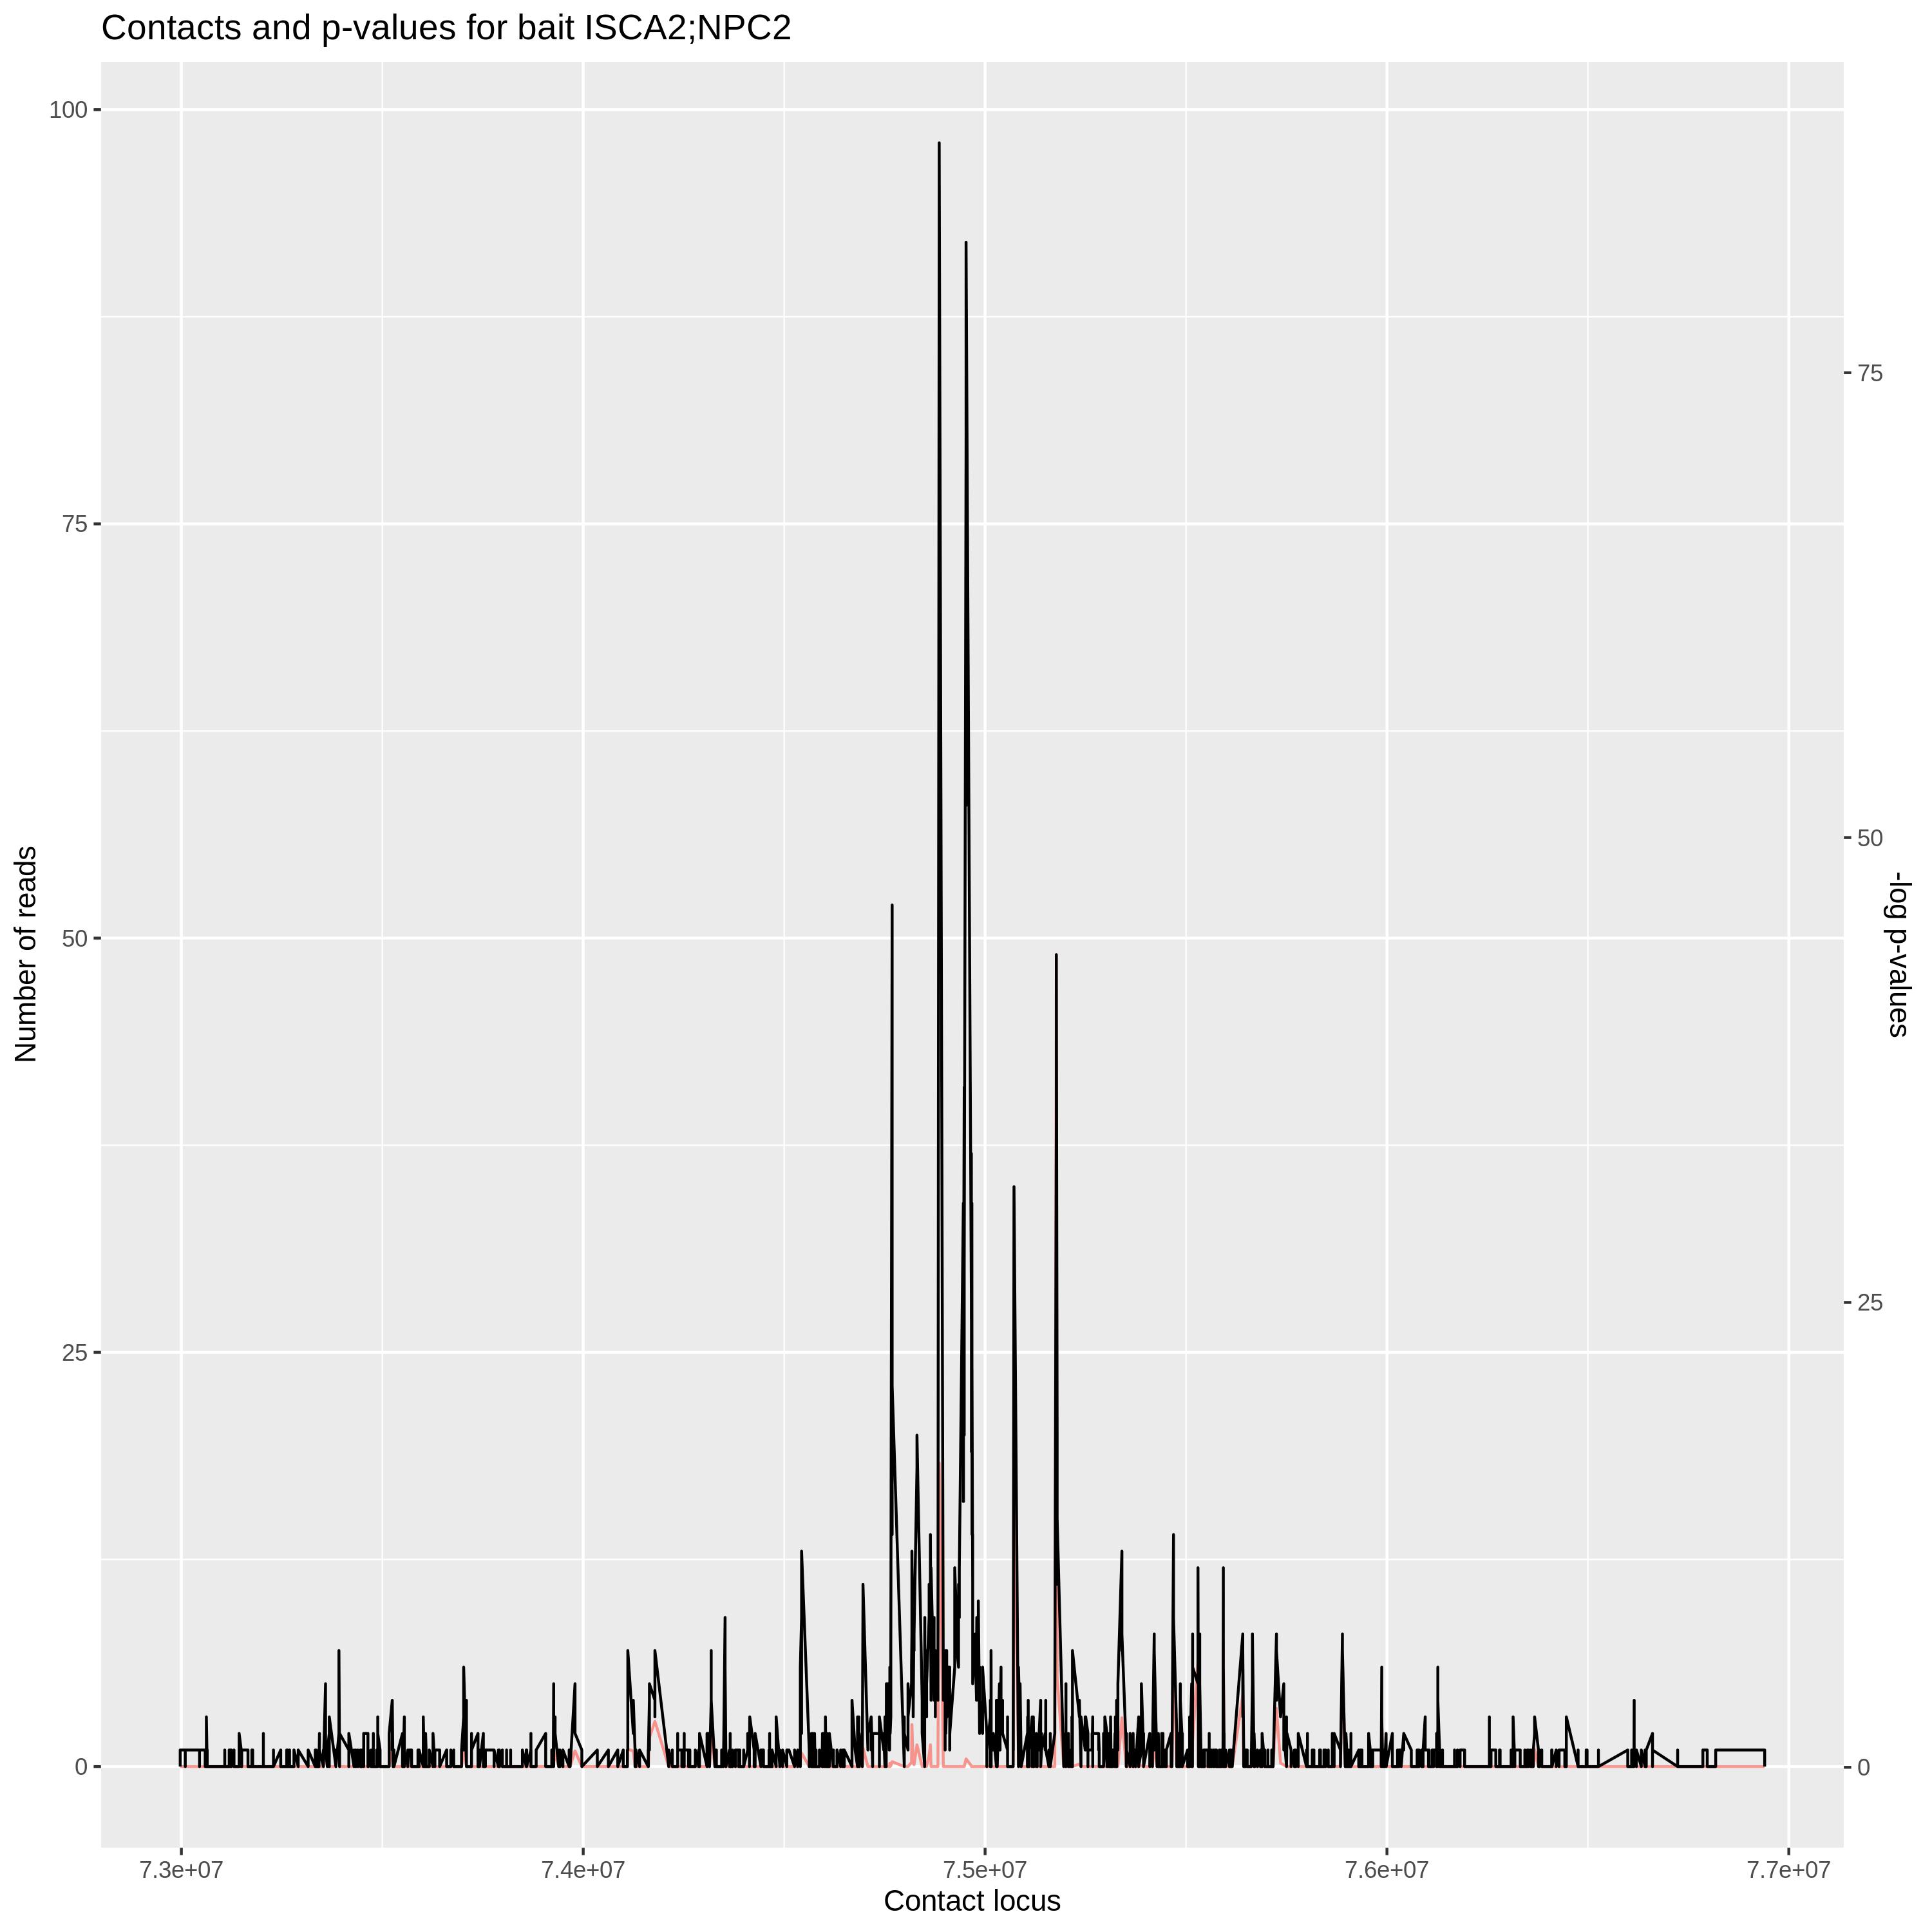 Contacts and p-values for bait ISCA2;NPC2
100
75
50
25
0
Number of reads
75
50
25
0
-log p-values
7.3e+07 7.4e+07 7.5e+07 7.6e+07 7.7e+07
Contact locus